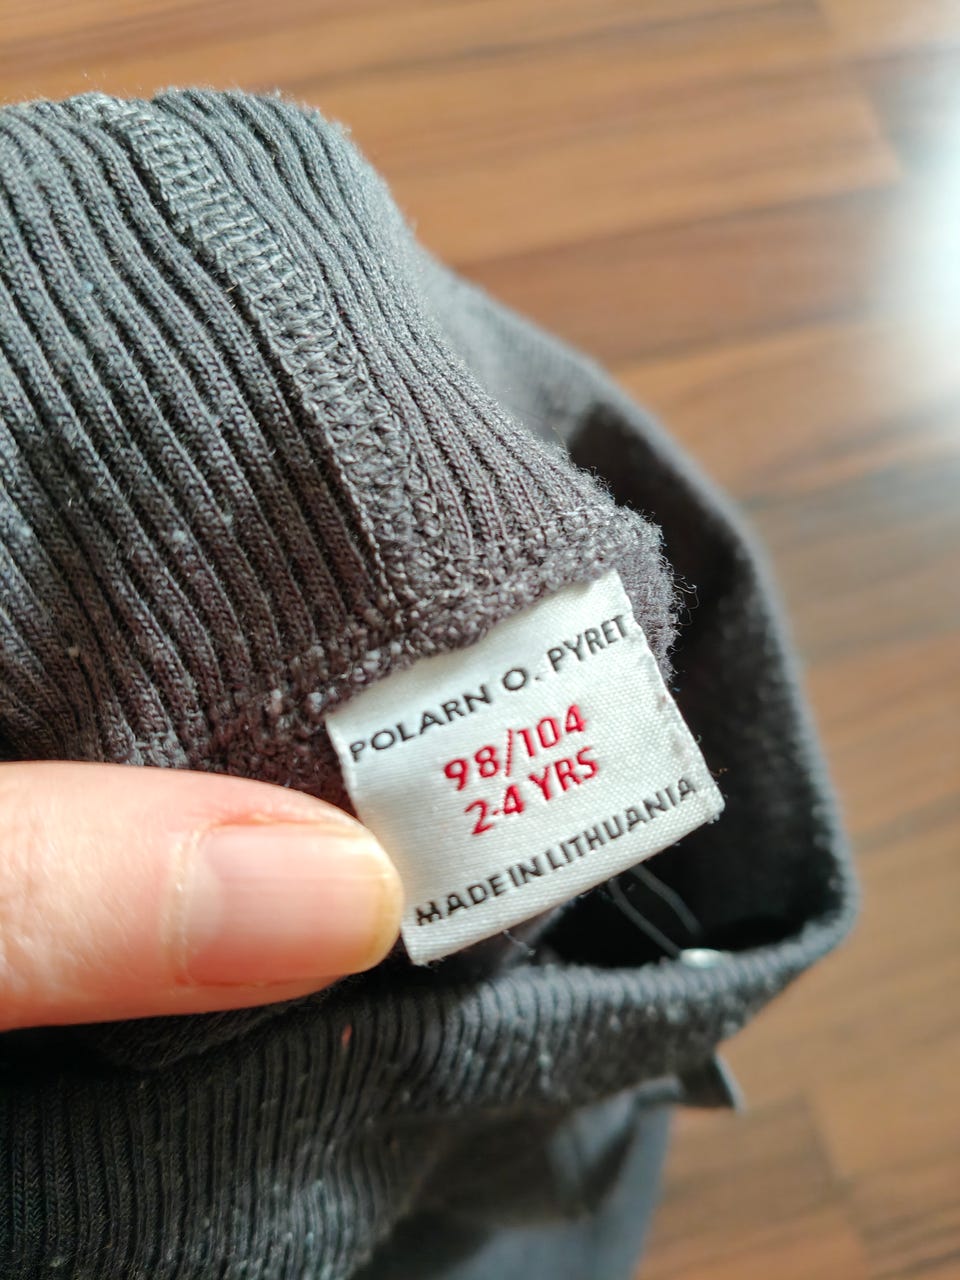 POLARN O. PYRET
98/104
2-4 YRS
MADE IN LITHUANIA